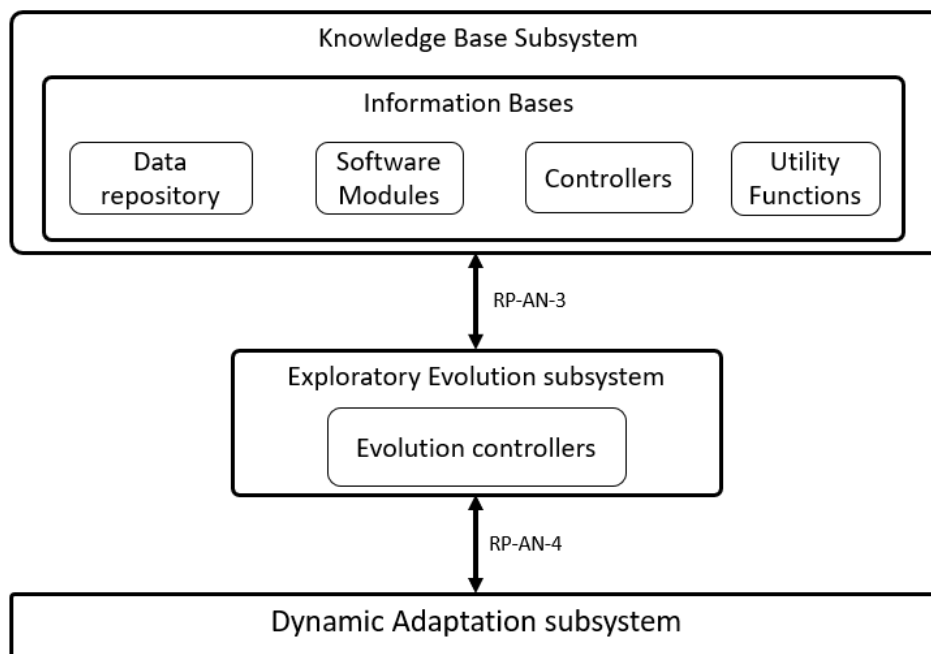 Knowledge Base Subsystem
Information Bases
Data
repository
Software
Modules
Controllers
Utility
Functions
RP-AN-3
Exploratory Evolution subsystem
Evolution controllers
RP-AN-4
Dynamic Adaptation subsystem